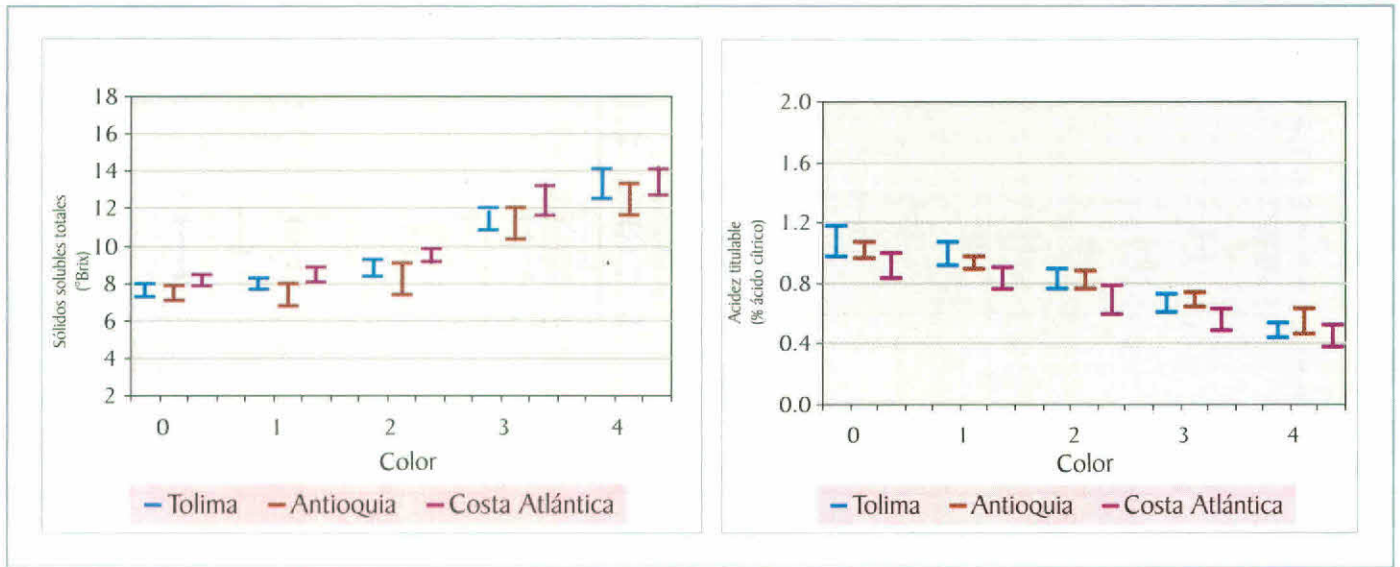 Sólidos solubles totales
(°Brix)
18
16
14
12
10
8
6
4
2
0 1 2 3 4
Color
Tolima Antioquia Costa Atlántica
Acidez titulable
(% ácido cítrico)
2.0
1.6
1.2
0.8
0.4
0.0
0 1 2 3 4
Color
Tolima Antioquia Costa Atlántica